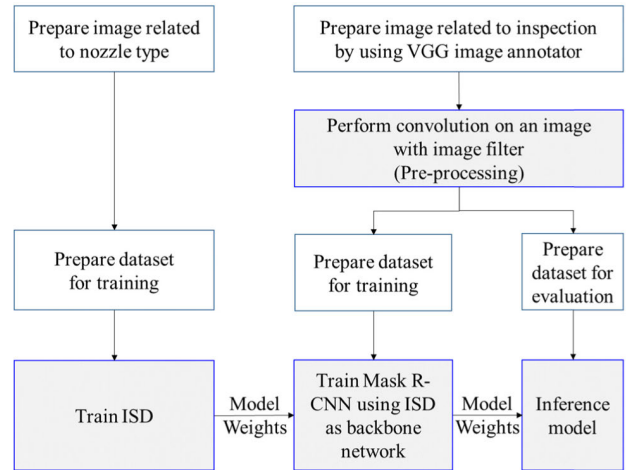 Prepare image related
to nozzle type
Prepare image related to inspection
by using VGG image annotator
Perform convolution on an image
with image filter
(Pre-processing)
Prepare dataset
for training
Prepare dataset
for training
Prepare
dataset for
evaluation
Train ISD
Model
Weights
Train Mask R-
CNN using ISD
as backbone
network
Model
Weights
Inference
model